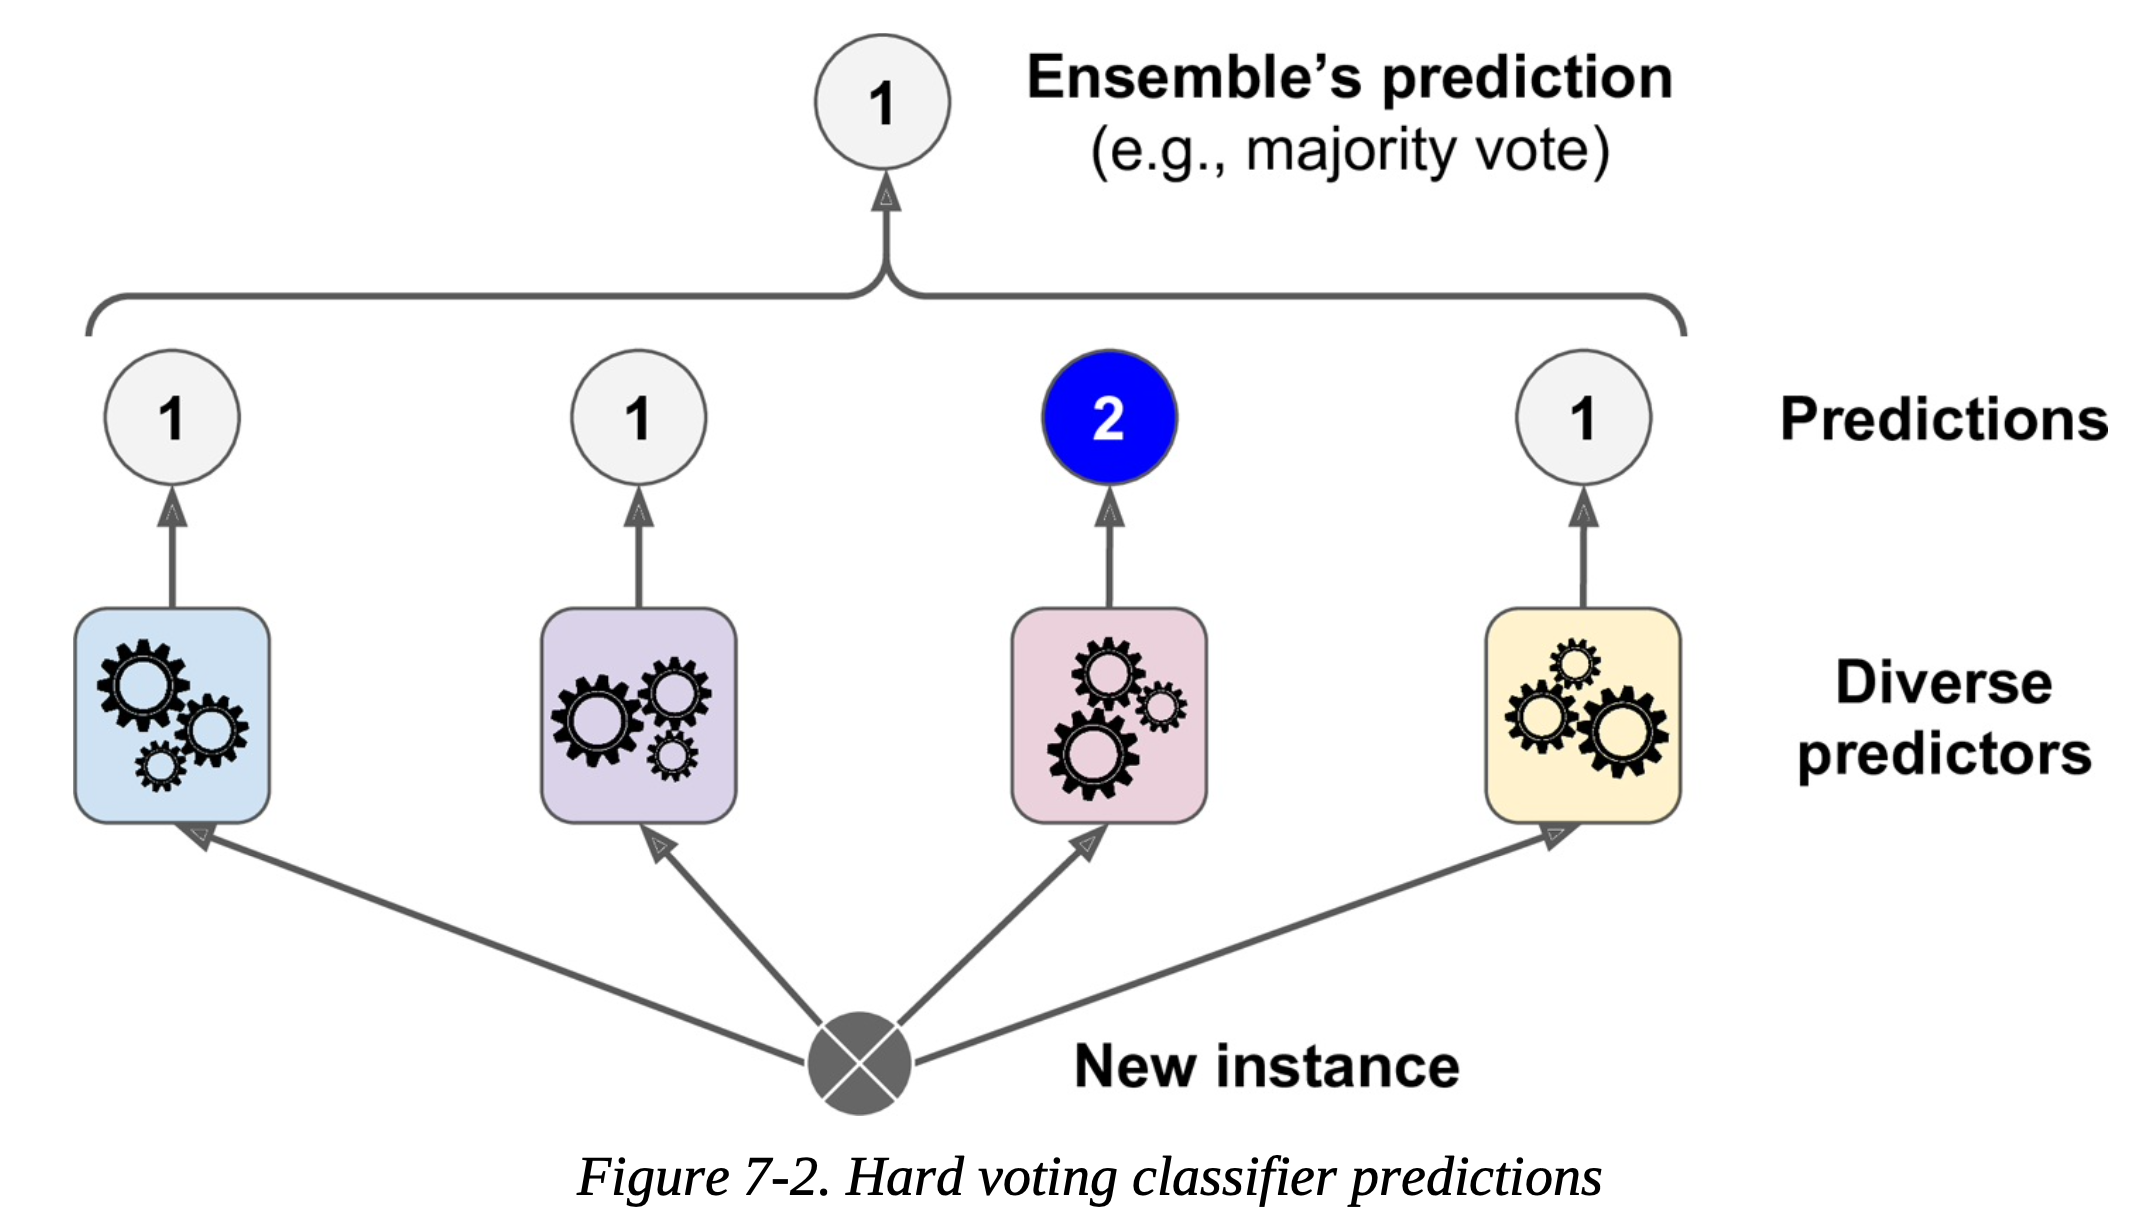 1
Ensemble’s prediction
(e.g., majority vote)
1 1 2 1 Predictions
Diverse
predictors
New instance
Figure 7-2. Hard voting classifier predictions